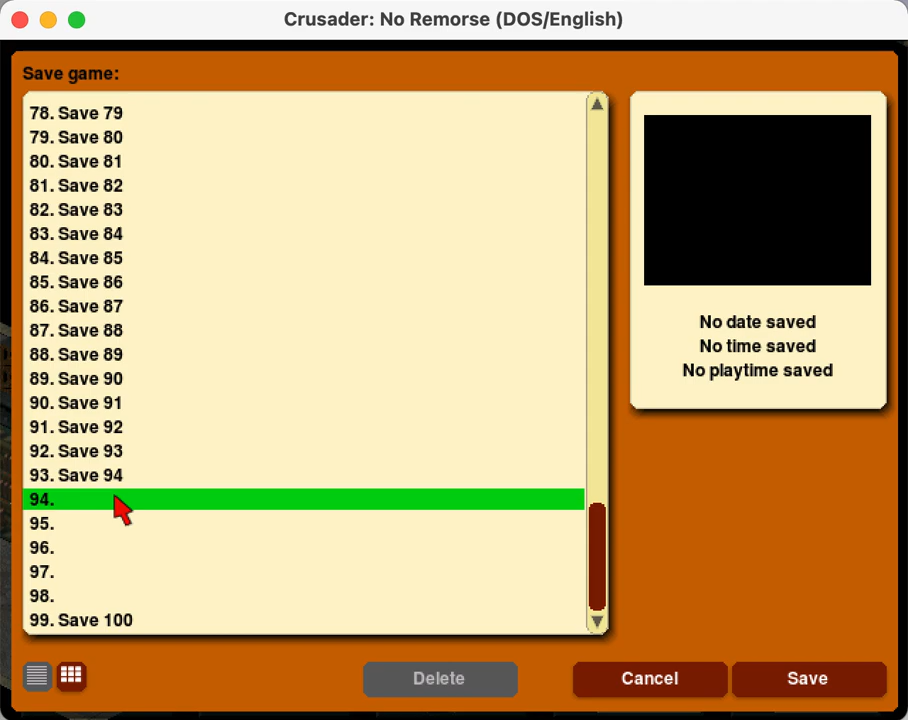 Crusader: No Remorse (DOS/English)
Save game:
78. Save 79
79. Save 80
80. Save 81
81. Save 82
82. Save 83
83. Save 84
84. Save 85
85. Save 86
86. Save 87
87. Save 88
88. Save 89
89. Save 90
90. Save 91
91. Save 92
92. Save 93
93. Save 94
94.
95.
96.
97.
98.
99. Save 100
No date saved
No time saved
No playtime saved
Delete
Cancel
Save